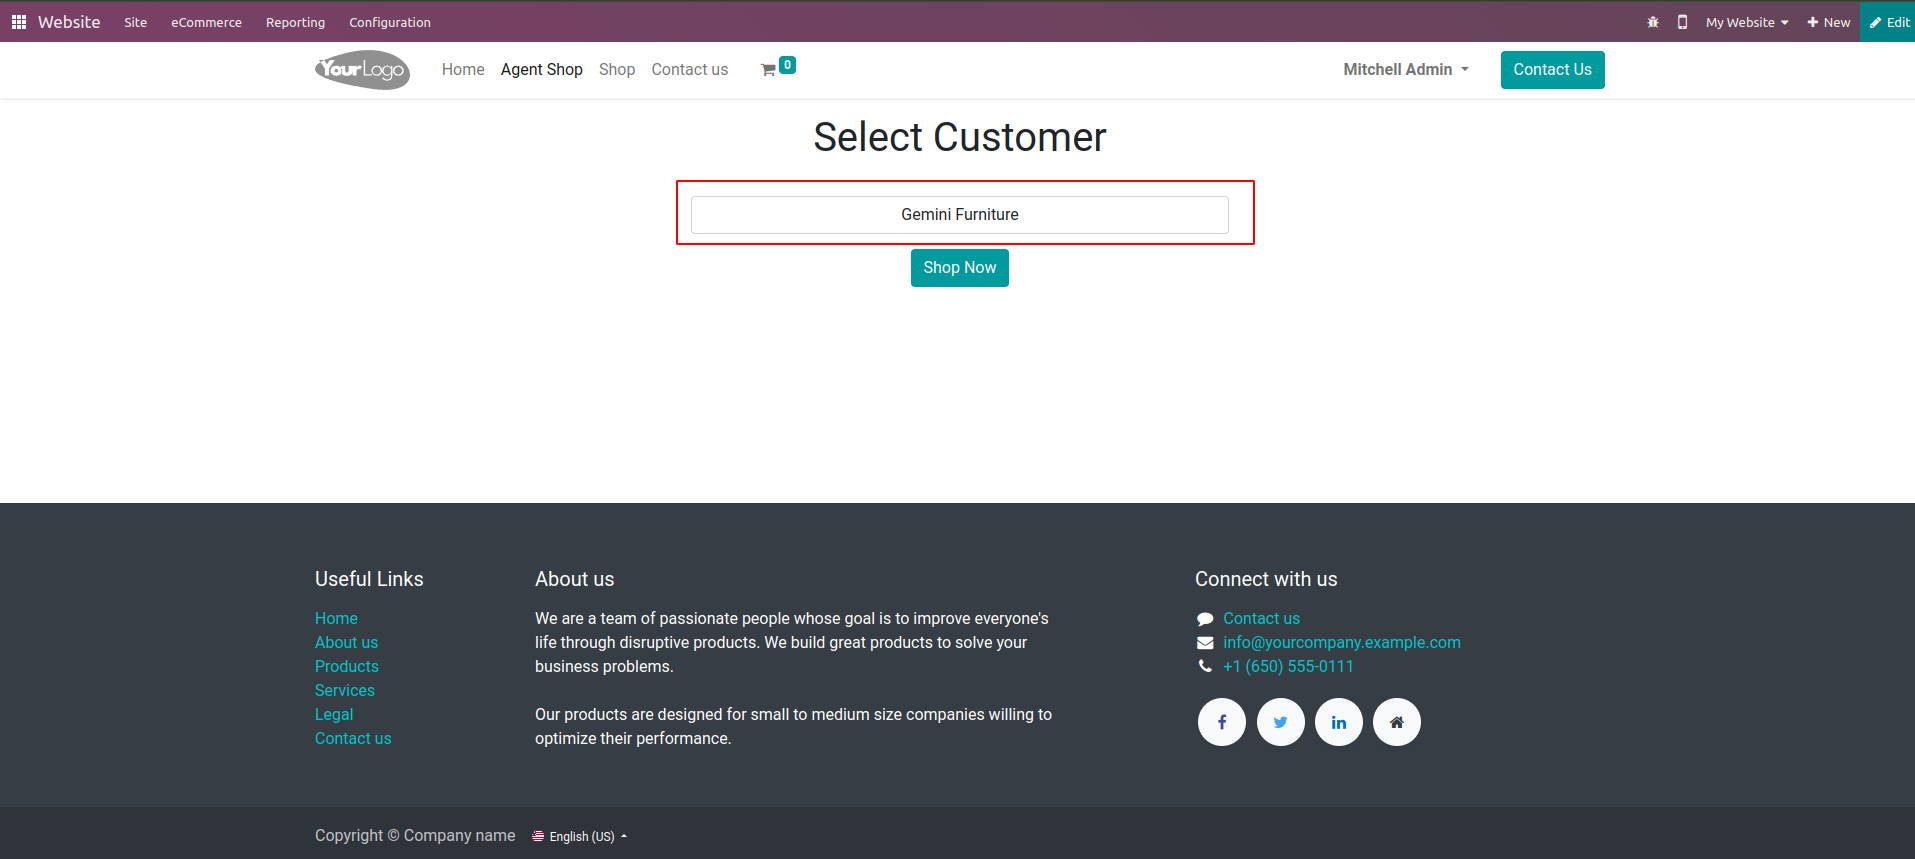 Website Site eCommerce Reporting Configuration My Website New Edit
YourLogo Home Agent Shop Shop Contact us 0 Mitchell Admin Contact Us
Select Customer
Gemini Furniture
Shop Now
Useful Links
Home
About us
Products
Services
Legal
Contact us
About us
We are a team of passionate people whose goal is to improve everyone's
life through disruptive products. We build great products to solve your
business problems.
Our products are designed for small to medium size companies willing to
optimize their performance.
Connect with us
Contact us
info@yourcompany.example.com
+1 (650) 555-0111
Copyright © Company name English (US)